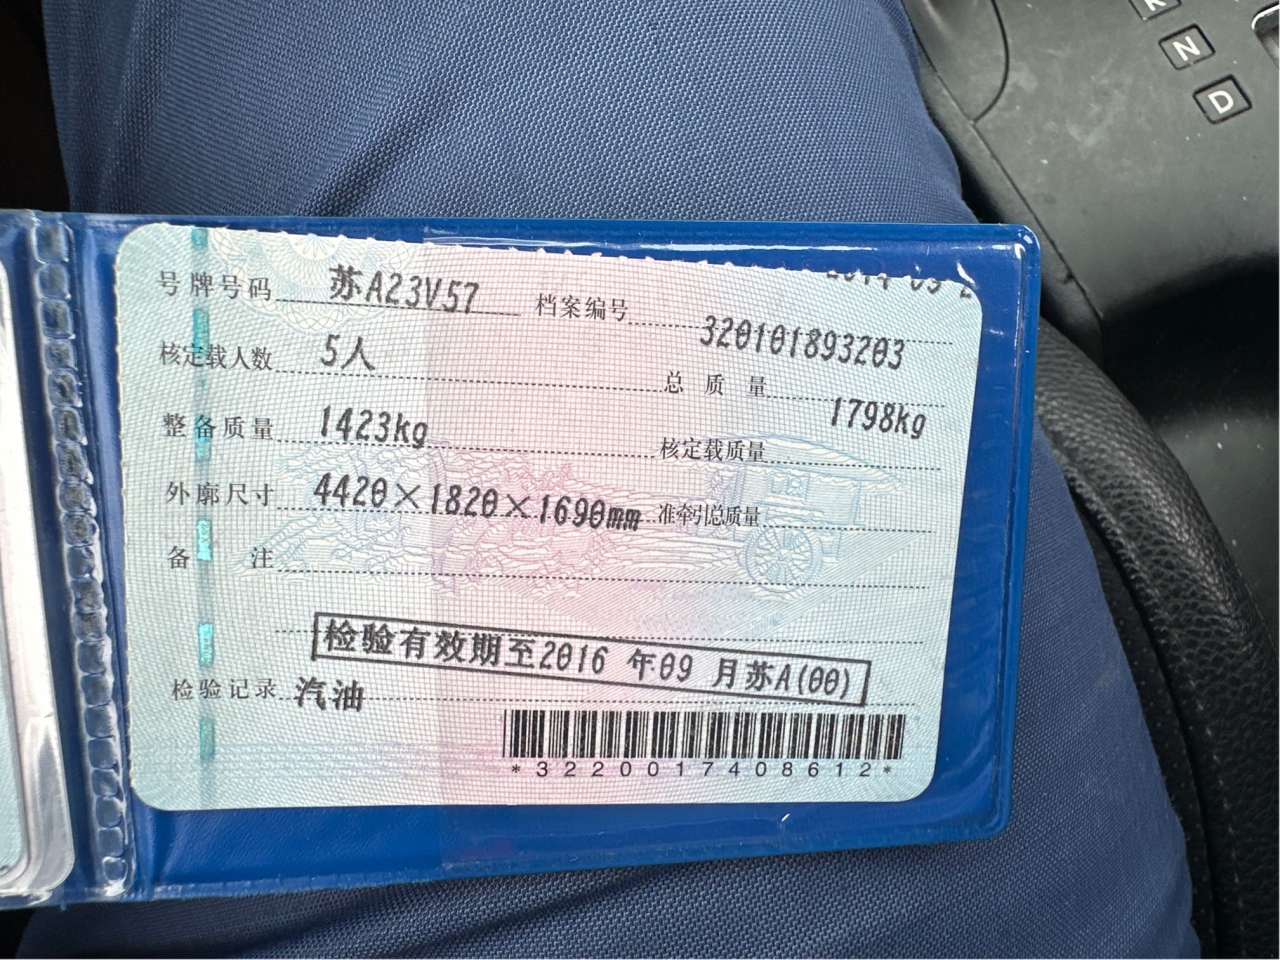 N
D
号牌号码 苏A23V57 档案编号 320101893203
核定载人数 5人 总质量 1798kg
整备质量 1423kg 核定载质量
外廓尺寸 4420×1820×1690mm 准牵引总质量
备注
检验有效期至2016 年09 月苏A(00)
检验记录 汽油
*3220017408612*